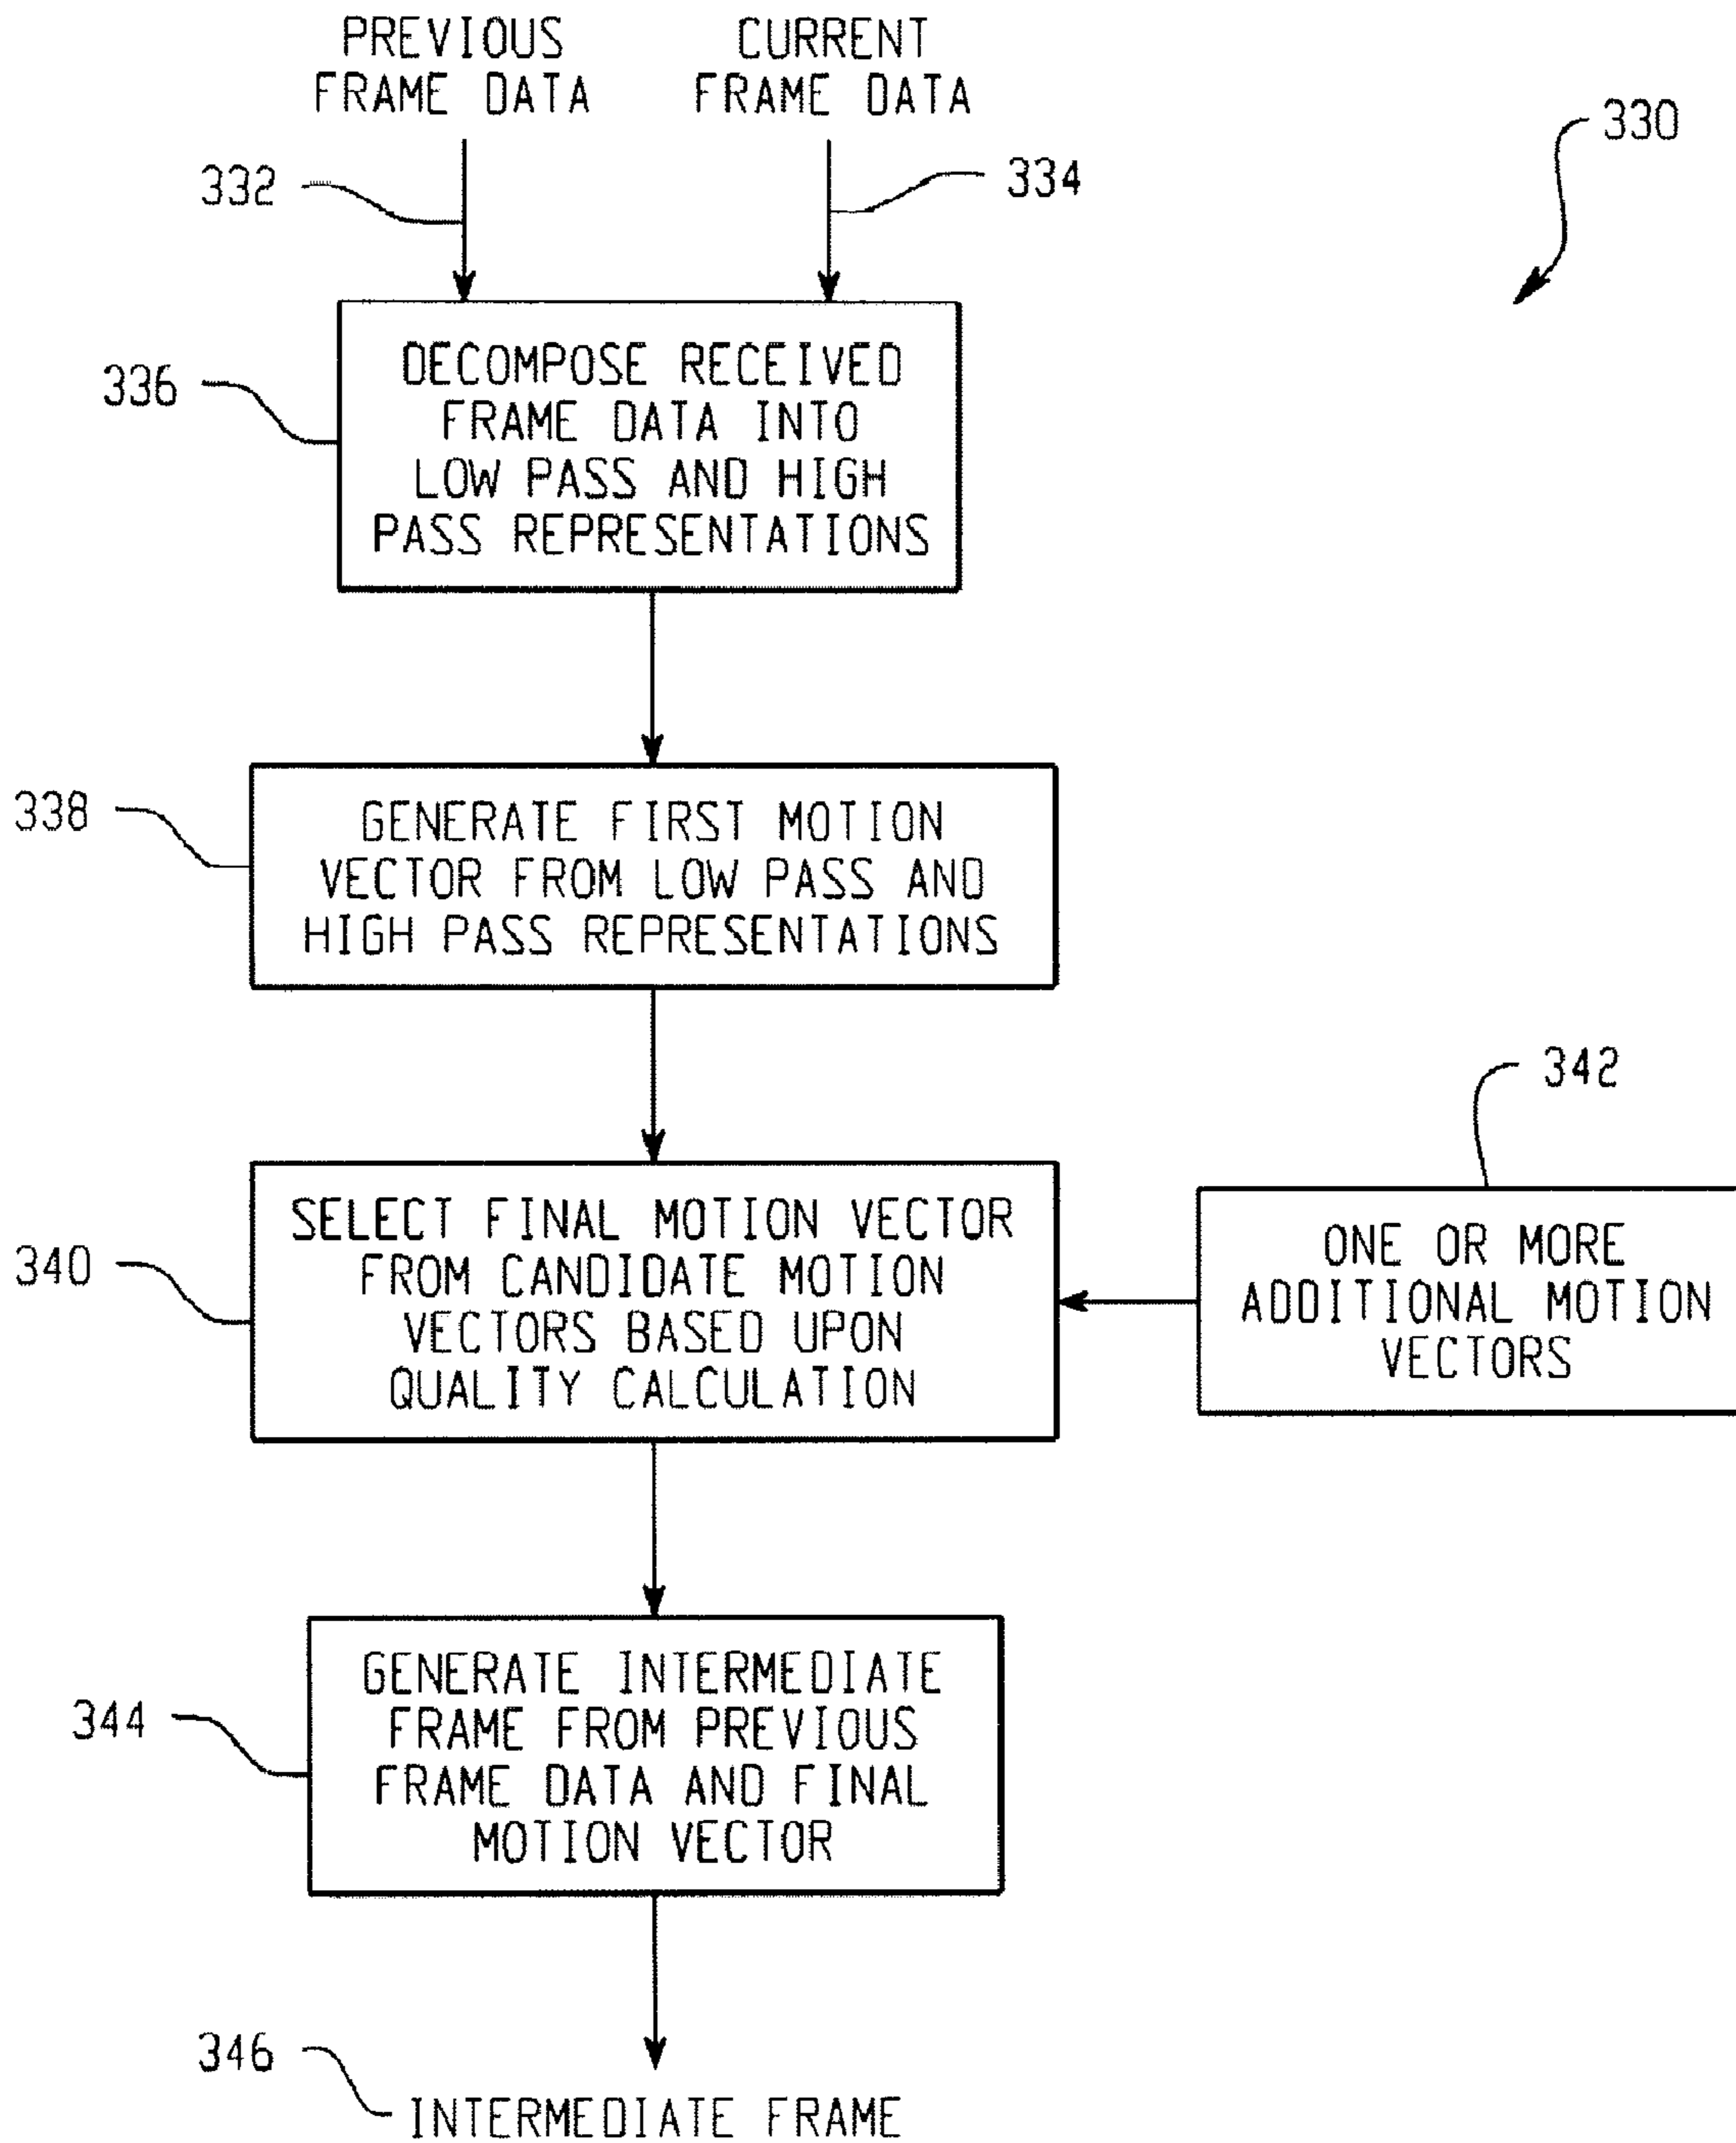 PREVIOUS
FRAME DATA
CURRENT
FRAME DATA
330
332
334
336
DECOMPOSE RECEIVED
FRAME DATA INTO
LOW PASS AND HIGH
PASS REPRESENTATIONS
338
GENERATE FIRST MOTION
VECTOR FROM LOW PASS AND
HIGH PASS REPRESENTATIONS
342
340
SELECT FINAL MOTION VECTOR
FROM CANDIDATE MOTION
VECTORS BASED UPON
QUALITY CALCULATION
ONE OR MORE
ADDITIONAL MOTION
VECTORS
344
GENERATE INTERMEDIATE
FRAME FROM PREVIOUS
FRAME DATA AND FINAL
MOTION VECTOR
346
INTERMEDIATE FRAME